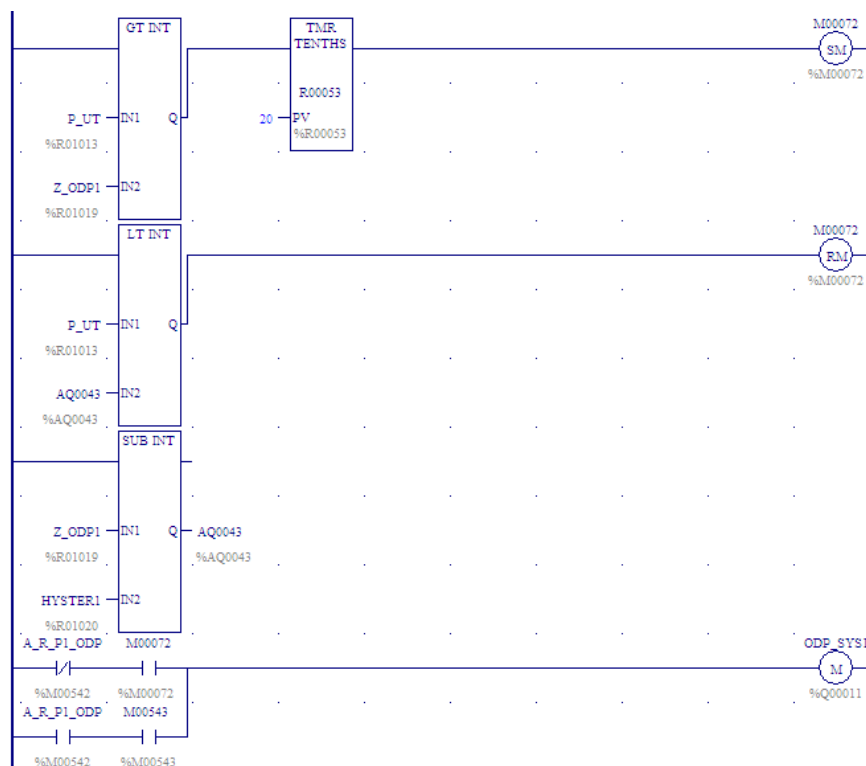 GT INT
TMR
TENTHS
M00072
SM
%M00072
R00053
P_UT
IN1
Q
20
PV
%R01013
%R00053
Z_ODP1
IN2
%R01019
LT INT
M00072
RM
%M00072
P_UT
IN1
Q
%R01013
AQ0043
IN2
%AQ0043
SUB INT
Z_ODP1
IN1
Q
AQ0043
%R01019
%AQ0043
HYSTER1
IN2
%R01020
A_R_P1_ODP
M00072
ODP_SYS1
M
%M00542
%M00072
%Q00011
A_R_P1_ODP
M00543
%M00542
%M00543